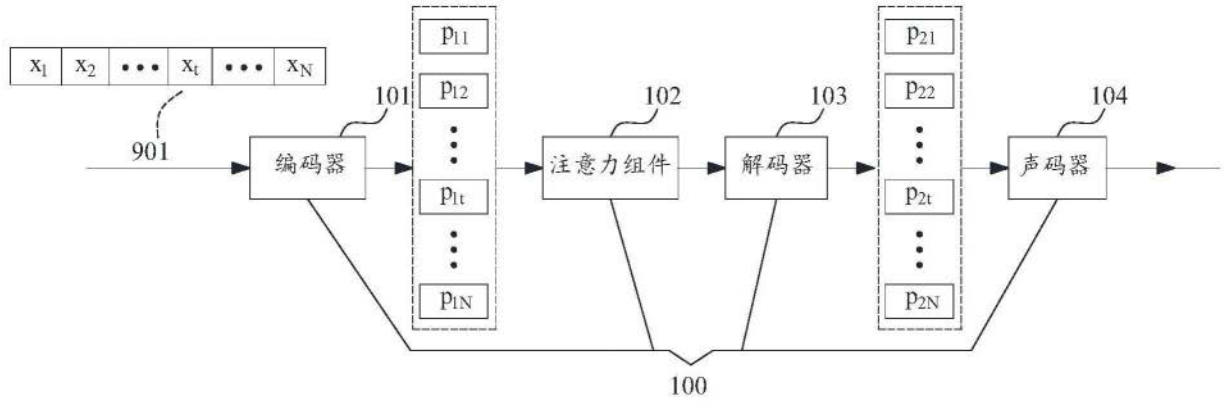 x₁ x₂ ••• xₜ ••• x_N
901
101
编码器
p₁₁
p₁₂
p₁ₜ
p₁N
102
注意力组件
103
解码器
p₂₁
p₂₂
p₂ₜ
p₂N
104
声码器
100